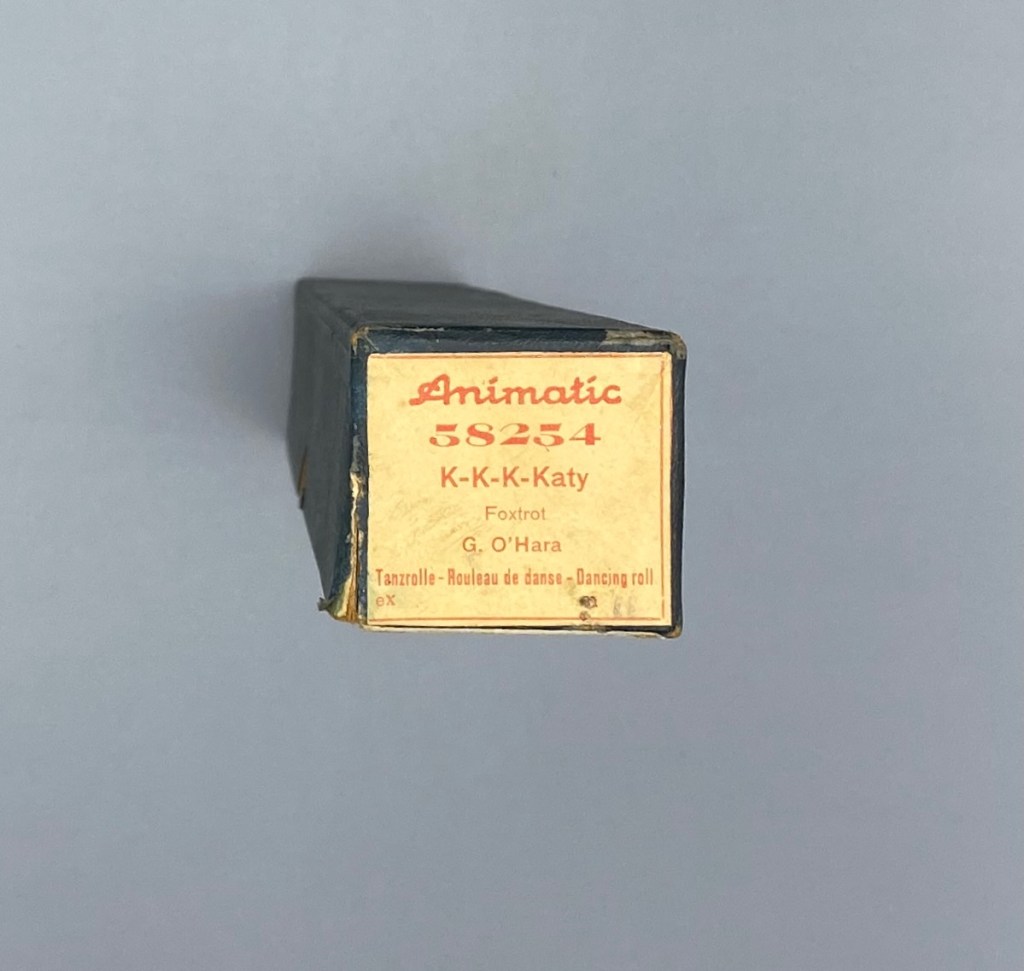 Animatic
58254
K-K-K-Katy
Foxtrot
G. O'Hara
Tanzrolle - Rouleau de danse - Dancing roll
eX